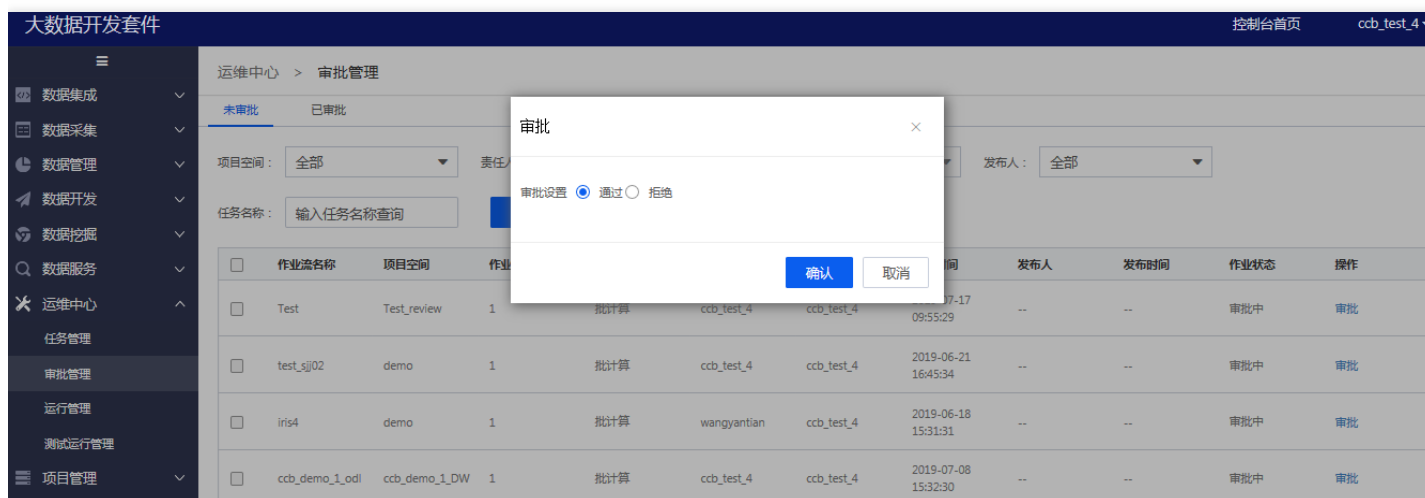 大数据开发套件 控制台首页 ccb_test_4
运维中心 > 审批管理
数据集成
未审批 已审批
审批
数据采集
数据管理
项目空间： 全部 责任人 发布人： 全部
审批设置 通过 拒绝
数据开发
任务名称： 输入任务名称查询
数据挖掘
数据服务
作业流名称 项目空间 作业 间 发布人 发布时间 作业状态 操作
确认 取消
运维中心
Test Test_review 1 批计算 ccb_test_4 ccb_test_4 07-17 09:55:29 -- -- 审批中 审批
任务管理
test_sjj02 demo 1 批计算 ccb_test_4 ccb_test_4 2019-06-21 16:45:34 -- -- 审批中 审批
审批管理
运行管理
iris4 demo 1 批计算 wangyantian ccb_test_4 2019-06-18 15:31:31 -- -- 审批中 审批
测试运行管理
项目管理
ccb_demo_1_odl ccb_demo_1_DW 1 批计算 ccb_test_4 ccb_test_4 2019-07-08 15:32:30 -- -- 审批中 审批